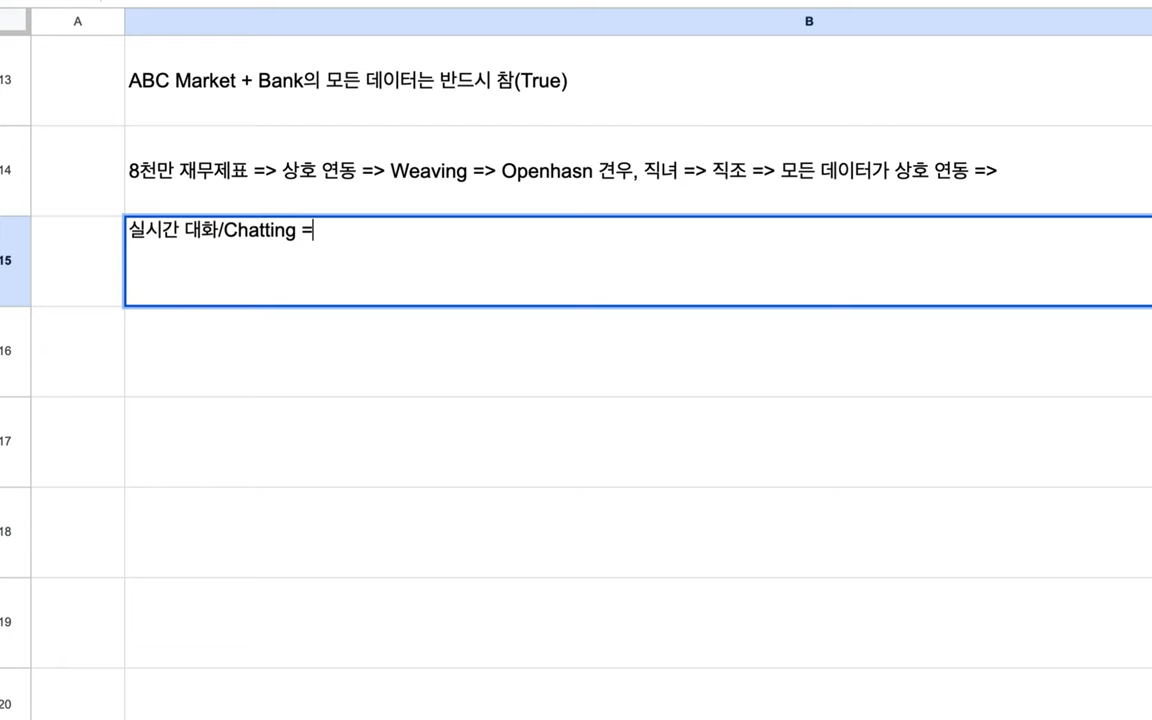 A
B
13
ABC Market + Bank의 모든 데이터는 반드시 참(True)
14
8천만 재무제표 => 상호 연동 => Weaving => Openhasn 견우, 직녀 => 직조 => 모든 데이터가 상호 연동 =>
15
실시간 대화/Chatting =
16
17
18
19
20